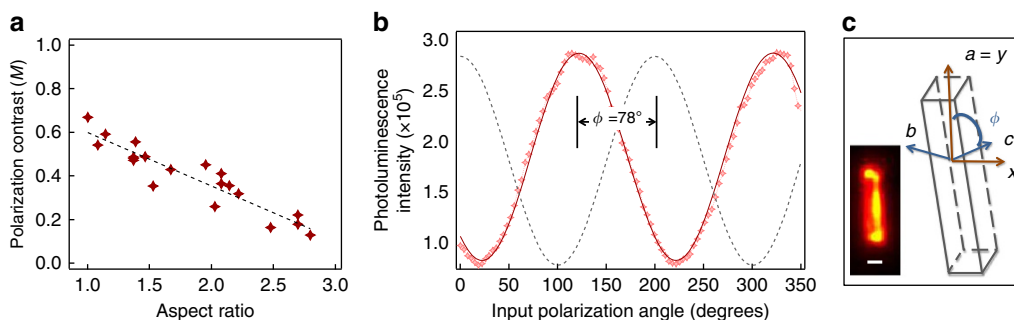 a
Polarization contrast (M)
1.0
0.8
0.6
0.4
0.2
0.0
1.0 1.5 2.0 2.5 3.0
Aspect ratio
b
Photoluminescence
intensity (×10⁵)
3.0
2.5
2.0
1.5
1.0
ϕ =78°
0 50 100 150 200 250 300 350
Input polarization angle (degrees)
c
a = y
ϕ
b
c
x